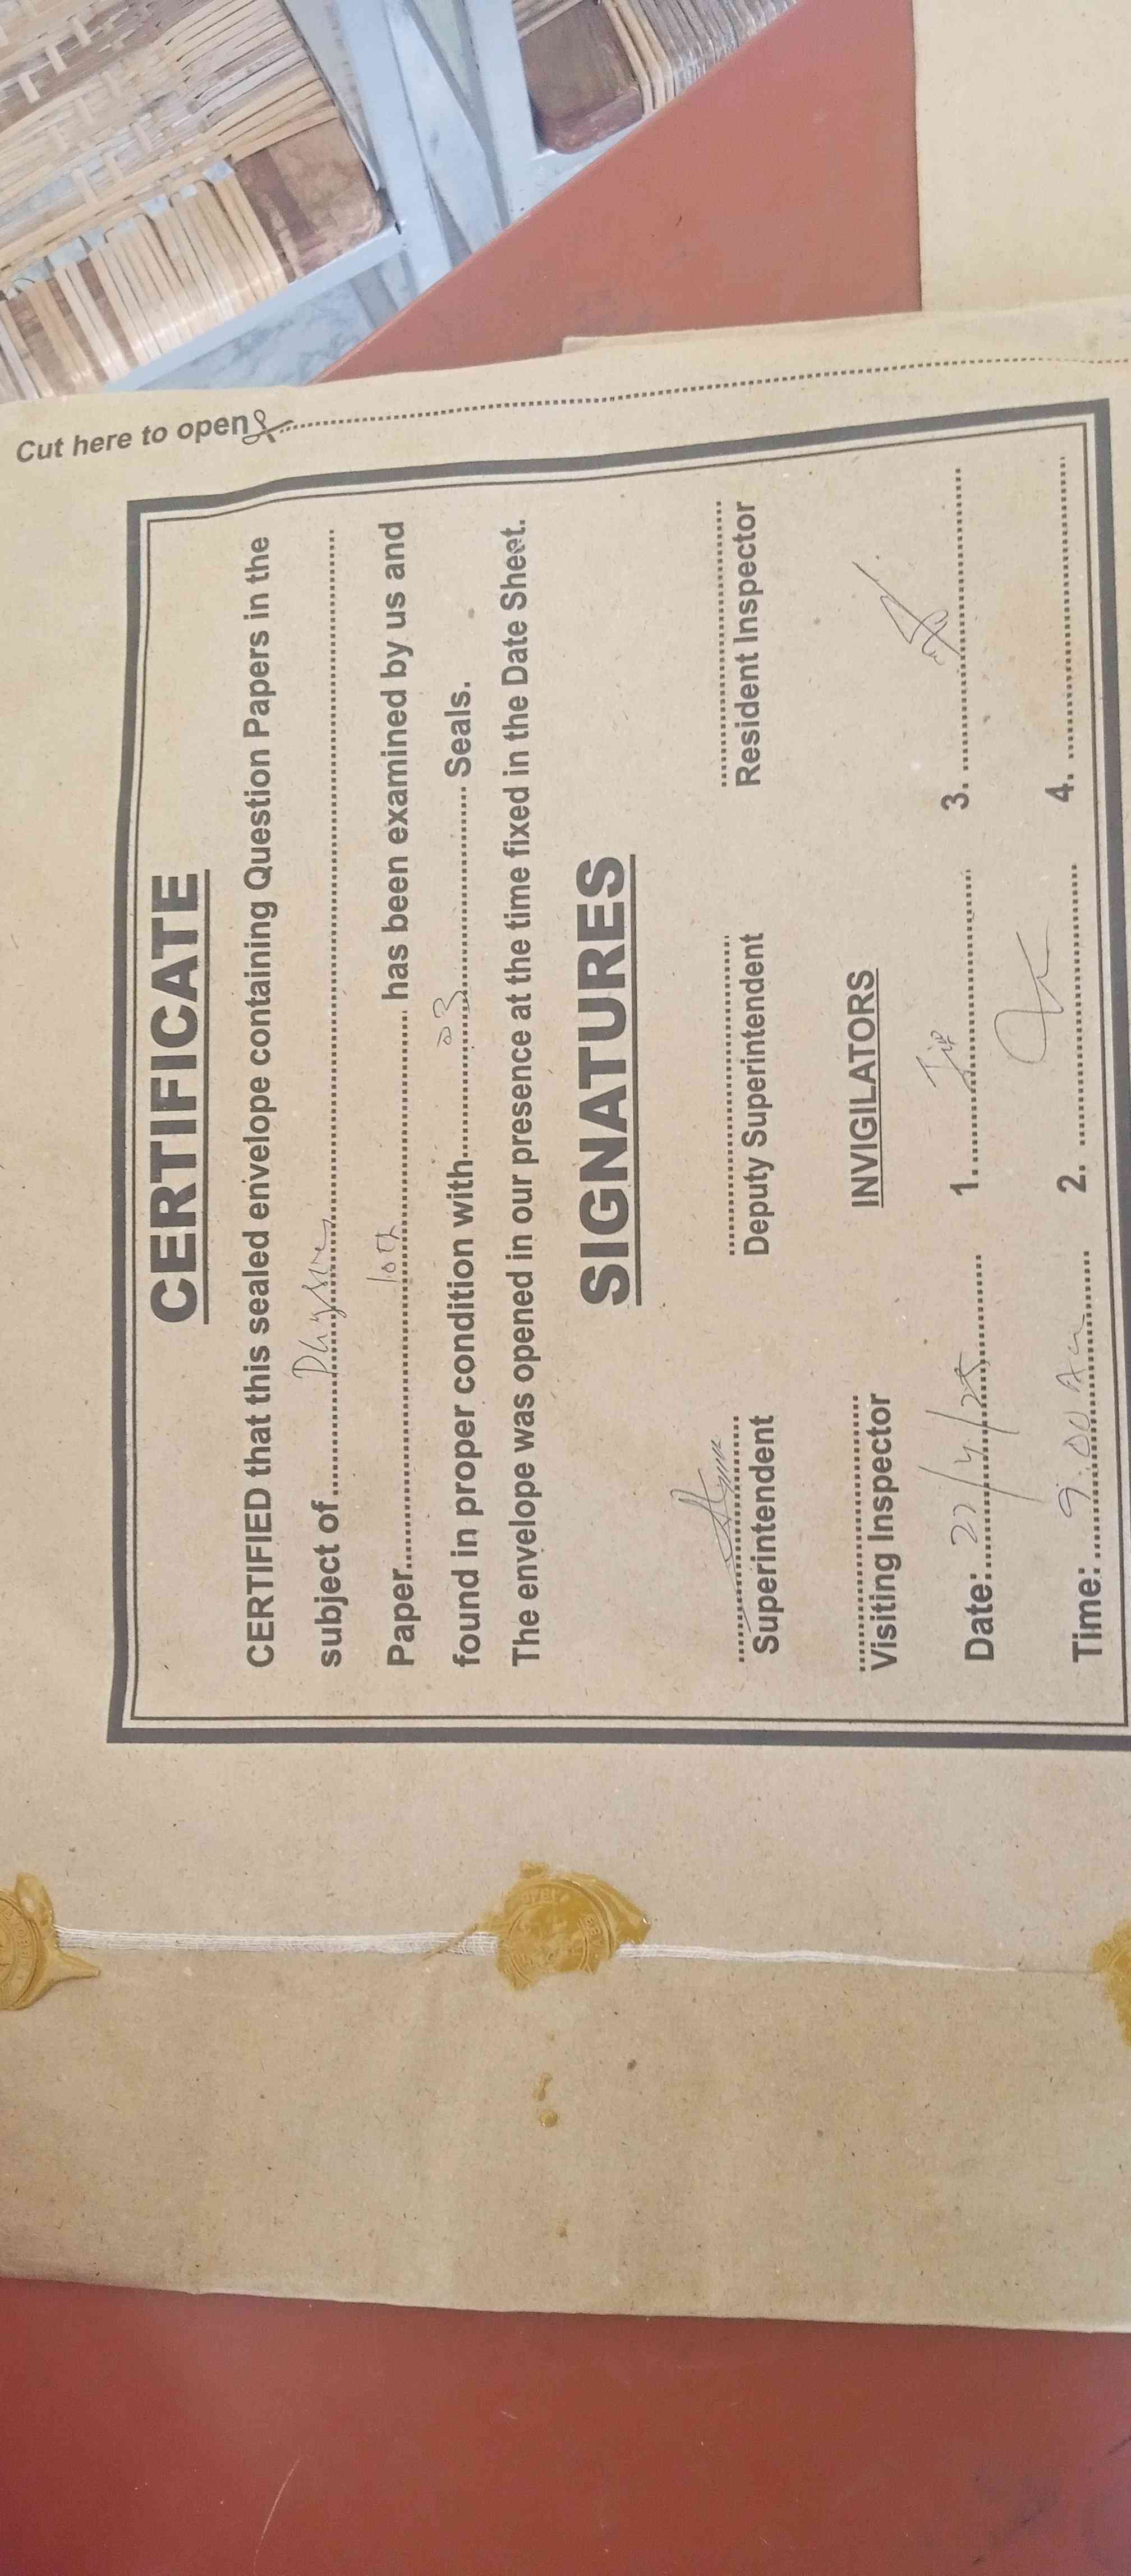 Cut here to open
CERTIFICATE
CERTIFIED that this sealed envelope containing Question Papers in the
subject of
Paper 10th has been examined by us and
found in proper condition with 03 Seals.
The envelope was opened in our presence at the time fixed in the Date Sheet.
SIGNATURES
Superintendent Deputy Superintendent Resident Inspector
Visiting Inspector INVIGILATORS
Date: 1. 3.
Time: 9:00 Am 2. 4.